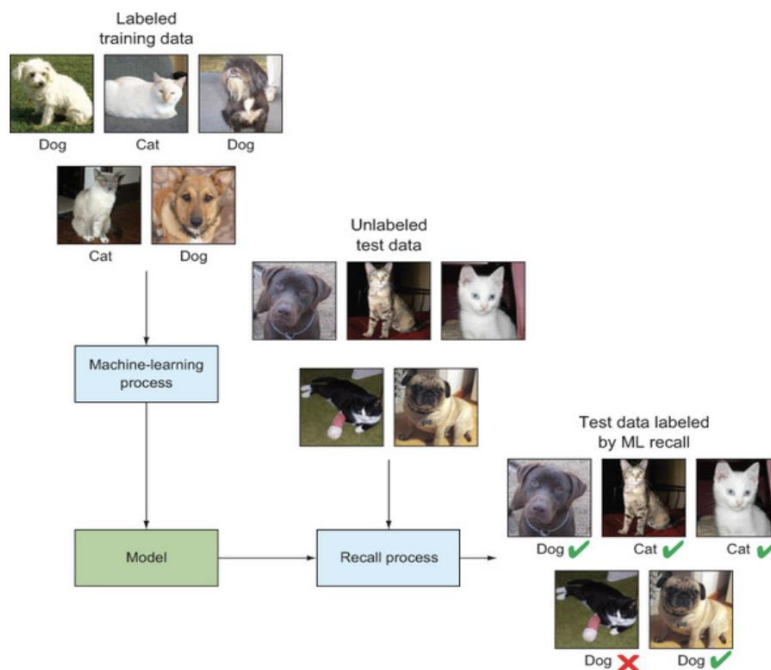 Labeled
training data
Dog
Cat
Dog
Cat
Dog
Unlabeled
test data
Machine-learning
process
Test data labeled
by ML recall
Model
Recall process
Dog
Cat
Cat
Dog
Dog